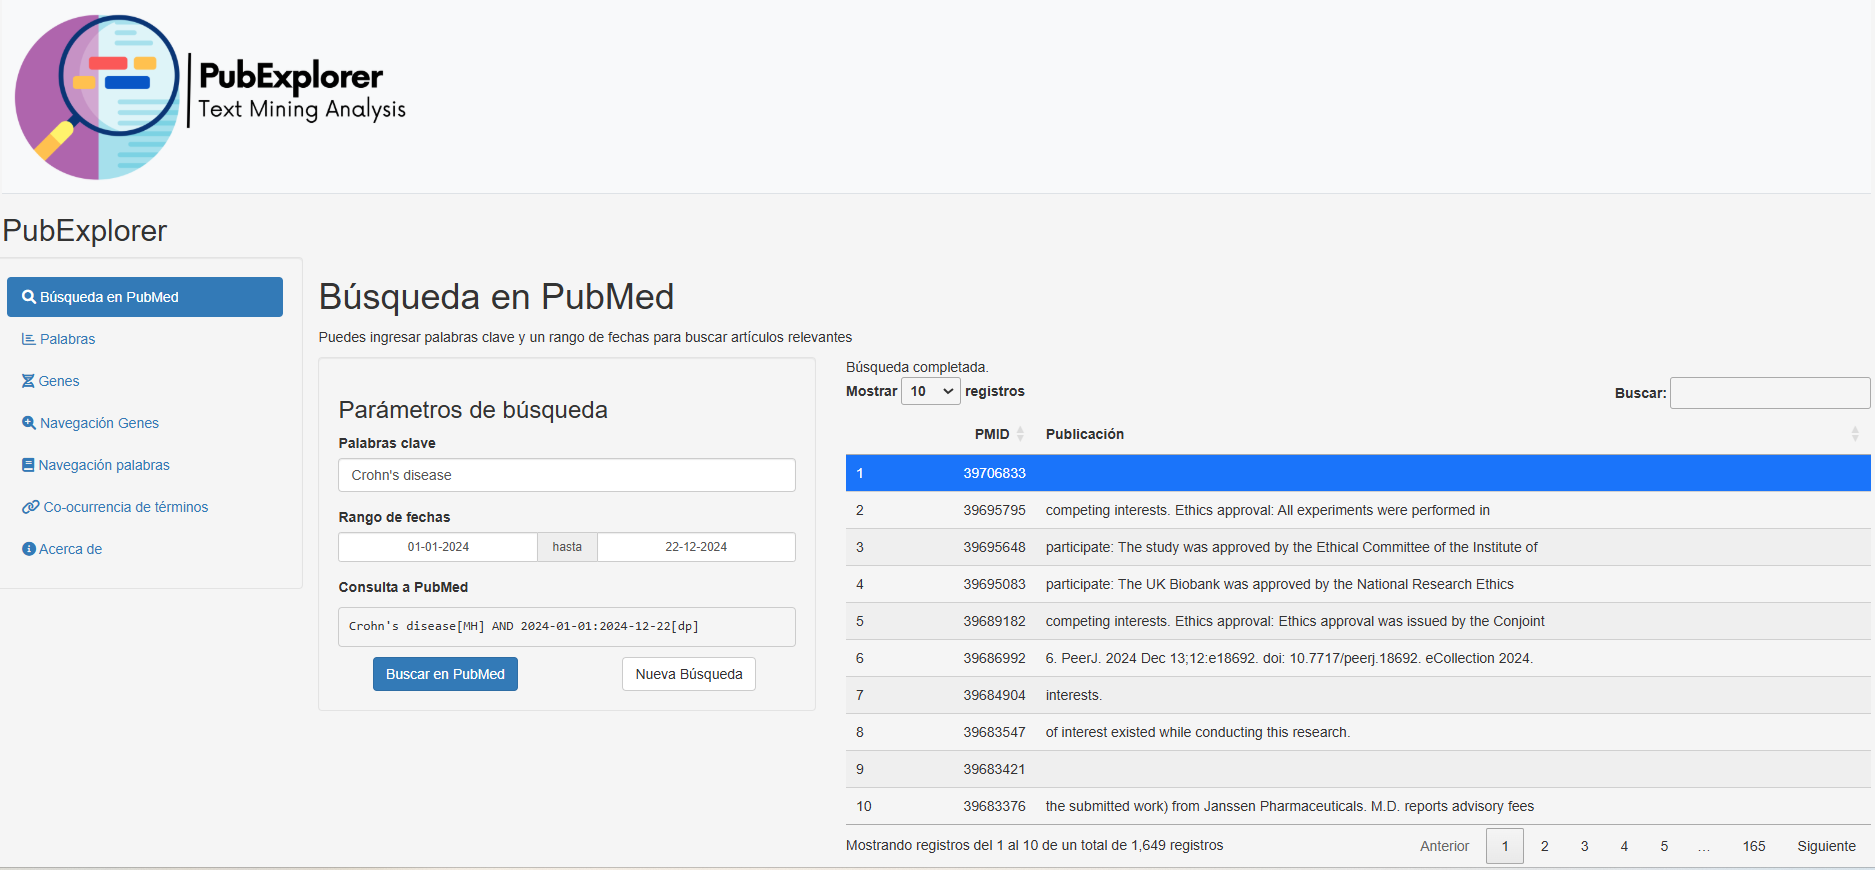 PubExplorer
Text Mining Analysis
PubExplorer
Búsqueda en PubMed
Palabras
Genes
Navegación Genes
Navegación palabras
Co-ocurrencia de términos
Acerca de
Búsqueda en PubMed
Puedes ingresar palabras clave y un rango de fechas para buscar artículos relevantes
Parámetros de búsqueda
Palabras clave
Crohn's disease
Rango de fechas
01-01-2024 hasta 22-12-2024
Consulta a PubMed
Crohn's disease[MH] AND 2024-01-01:2024-12-22[dp]
Buscar en PubMed Nueva Búsqueda
Búsqueda completada.
Mostrar 10 registros Buscar:
PMID Publicación
1 39706833
2 39695795 competing interests. Ethics approval: All experiments were performed in
3 39695648 participate: The study was approved by the Ethical Committee of the Institute of
4 39695083 participate: The UK Biobank was approved by the National Research Ethics
5 39689182 competing interests. Ethics approval: Ethics approval was issued by the Conjoint
6 39686992 6. PeerJ. 2024 Dec 13;12:e18692. doi: 10.7717/peerj.18692. eCollection 2024.
7 39684904 interests.
8 39683547 of interest existed while conducting this research.
9 39683421
10 39683376 the submitted work) from Janssen Pharmaceuticals. M.D. reports advisory fees
Mostrando registros del 1 al 10 de un total de 1,649 registros Anterior 1 2 3 4 5 … 165 Siguiente